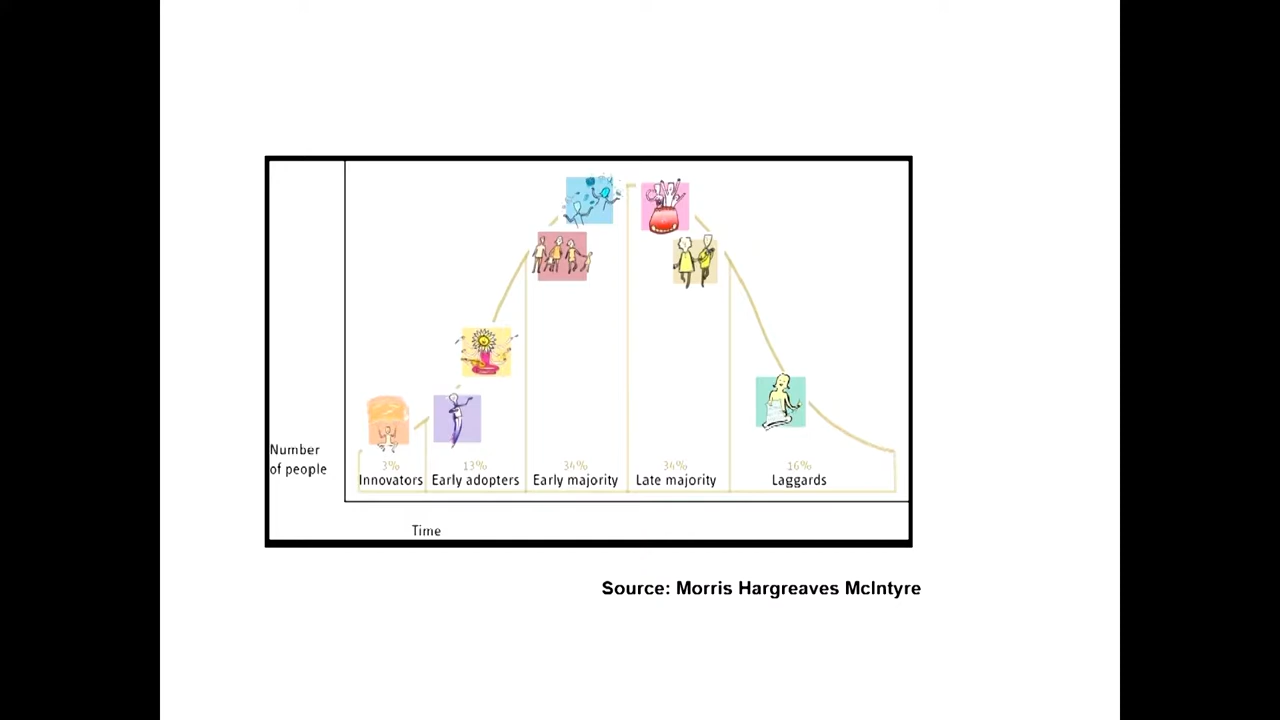 Number
of people
3% 13% 34% 34% 16%
Innovators Early adopters Early majority Late majority Laggards
Time
Source: Morris Hargreaves McIntyre